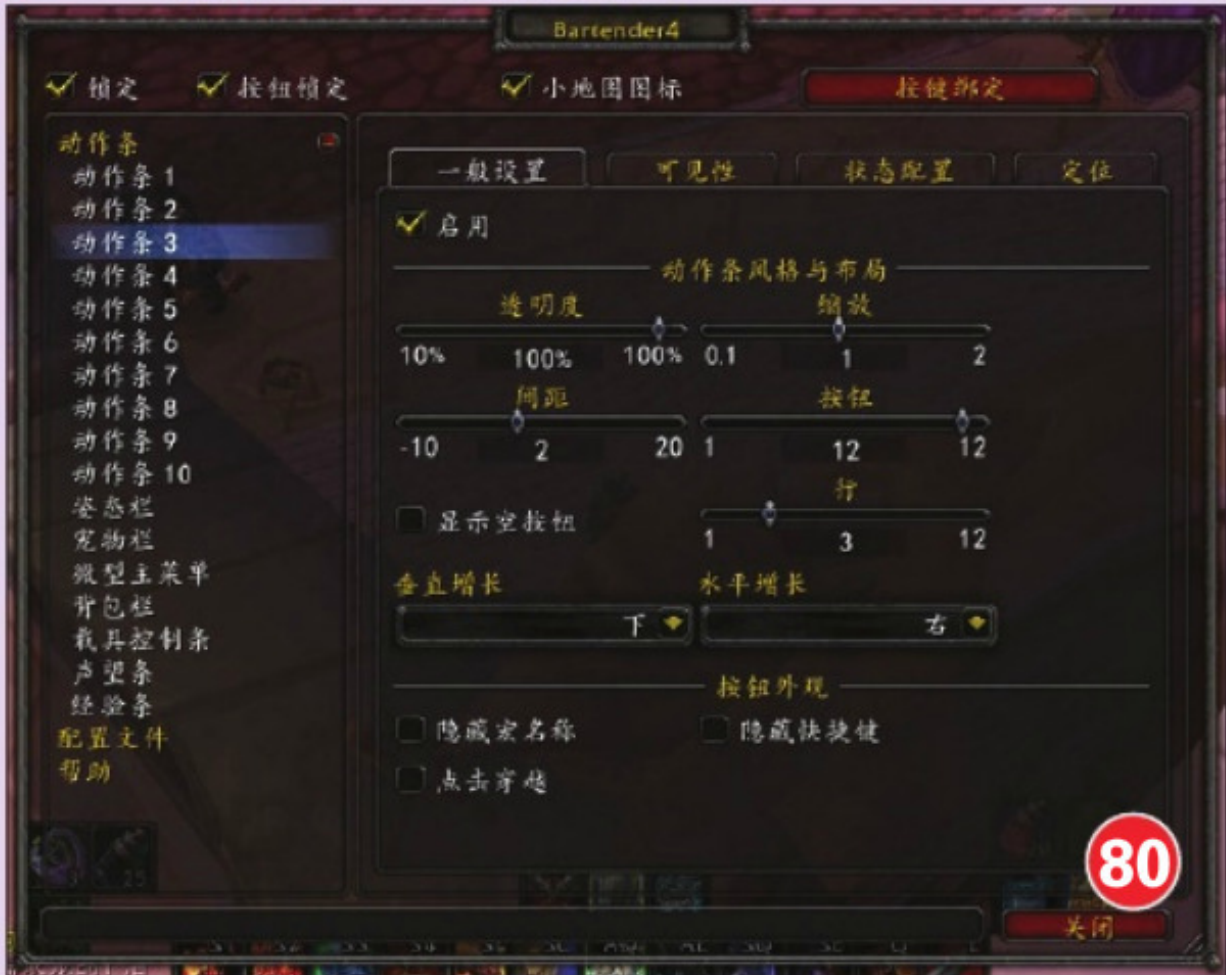 Bartender4
锁定 按钮锁定 小地图图标 按键绑定
动作条
动作条 1
动作条 2
动作条 3
动作条 4
动作条 5
动作条 6
动作条 7
动作条 8
动作条 9
动作条 10
姿态栏
宠物栏
微型主菜单
背包栏
载具控制条
声望条
经验条
配置文件
帮助
一般设置 可见性 状态配置 定位
启用
动作条风格与布局
透明度 缩放
10% 100% 100% 0.1 1 2
间距 按钮
-10 2 20 1 12 12
显示空按钮 行
1 3 12
垂直增长 水平增长
下 右
按钮外观
隐藏宏名称 隐藏快捷键
点击穿越
80
关闭